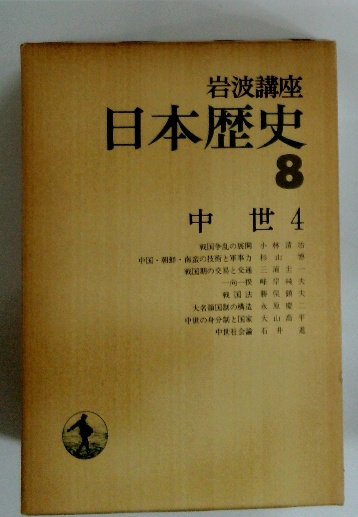 岩波講座
日本歴史
8
中世4
戦国争乱の展開 小林清治
中国・朝鮮・南蛮の技術と軍事力 杉山博
戦国期の交易と交通 三浦圭一
一向一揆 峰岸純夫
戦国法 勝俣鎮夫
大名領国制の構造 永原慶二
中世の身分制と国家 大山喬平
中世社会論 石井進